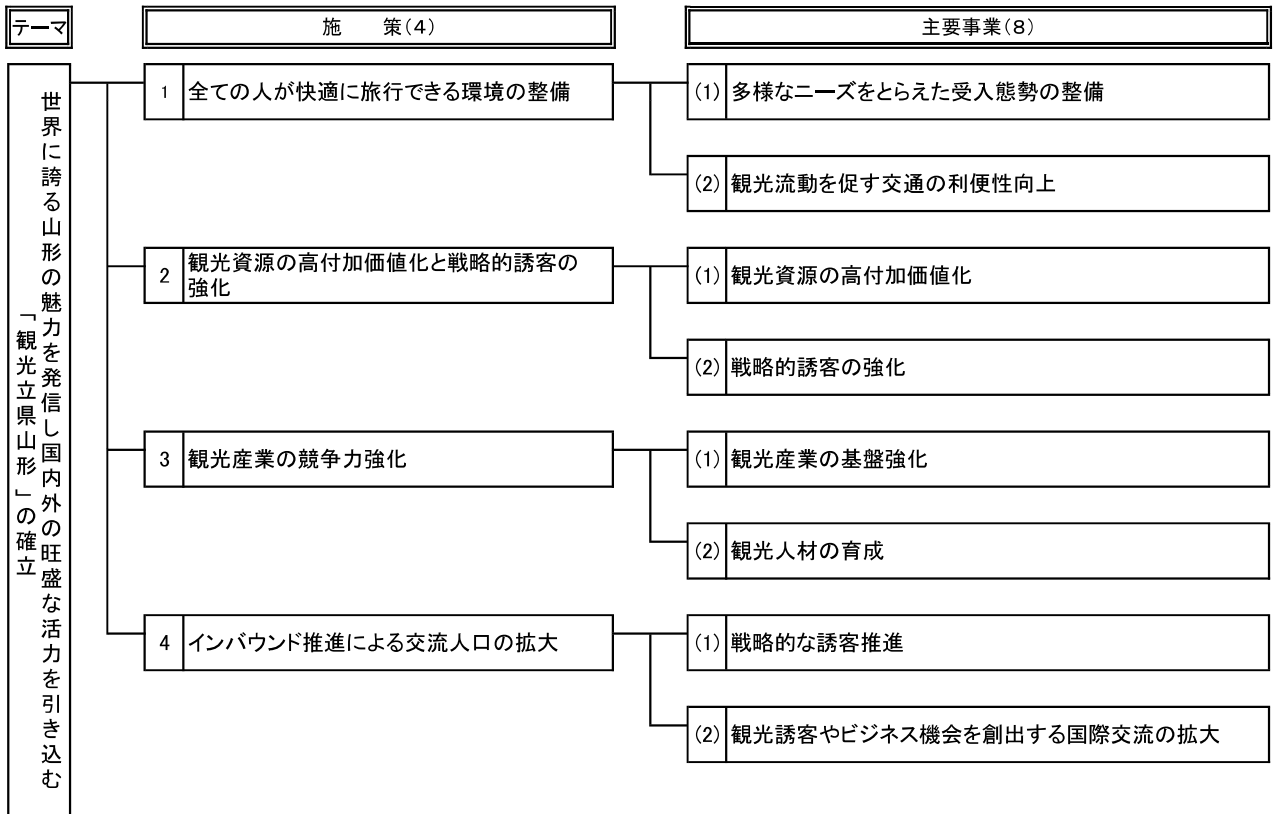 テーマ
施　　策(4)
主要事業(8)
世界に誇る山形の魅力を発信し国内外の旺盛な活力を引き込む
「観光立県山形」の確立
1 全ての人が快適に旅行できる環境の整備
(1) 多様なニーズをとらえた受入態勢の整備
(2) 観光流動を促す交通の利便性向上
2 観光資源の高付加価値化と戦略的誘客の
強化
(1) 観光資源の高付加価値化
(2) 戦略的誘客の強化
3 観光産業の競争力強化
(1) 観光産業の基盤強化
(2) 観光人材の育成
4 インバウンド推進による交流人口の拡大
(1) 戦略的な誘客推進
(2) 観光誘客やビジネス機会を創出する国際交流の拡大